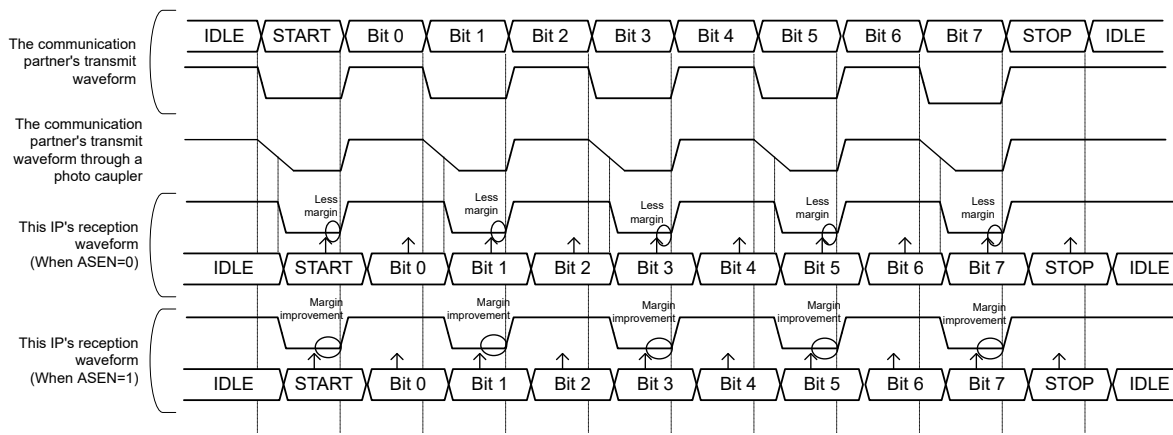 IDLE START Bit 0 Bit 1 Bit 2 Bit 3 Bit 4 Bit 5 Bit 6 Bit 7 STOP IDLE
The communication
partner's transmit
waveform
The communication
partner's transmit
waveform through a
photo caupler
This IP's reception
waveform
(When ASEN=0)
Less
margin
Less
margin
Less
margin
Less
margin
Less
margin
IDLE START Bit 0 Bit 1 Bit 2 Bit 3 Bit 4 Bit 5 Bit 6 Bit 7 STOP IDLE
This IP's reception
waveform
(When ASEN=1)
Margin
improvement
Margin
improvement
Margin
improvement
Margin
improvement
Margin
improvement
IDLE START Bit 0 Bit 1 Bit 2 Bit 3 Bit 4 Bit 5 Bit 6 Bit 7 STOP IDLE